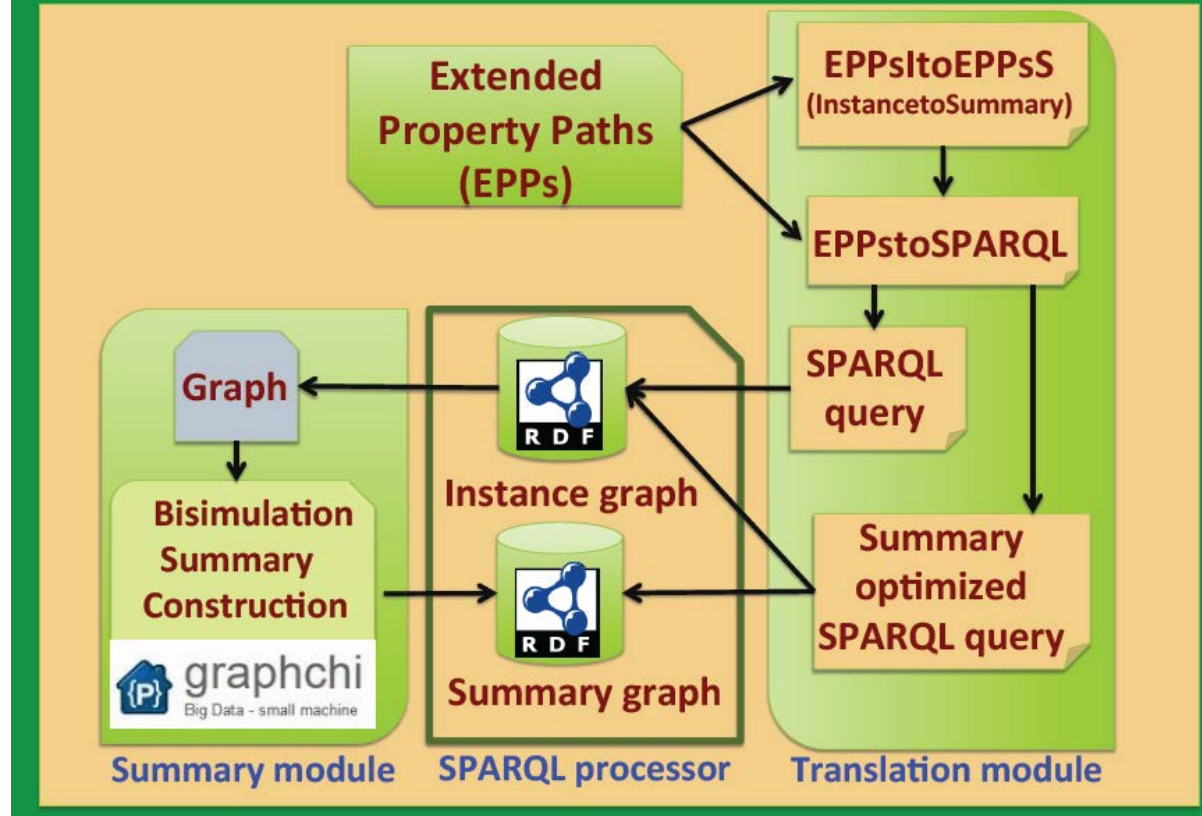 Extended
Property Paths
(EPPs)
EPPsItoEPPsS
(InstancetoSummary)
EPPstoSPARQL
SPARQL
query
Summary
optimized
SPARQL query
Graph
Bisimulation
Summary
Construction
{P}
graphchi
Big Data - small machine
RDF
Instance graph
RDF
Summary graph
Summary module
SPARQL processor
Translation module